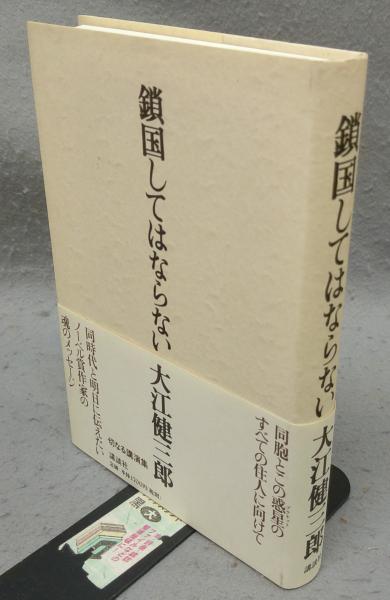 鎖国してはならない
大江健三郎
同時代と明日に伝えたい
ノーベル賞作家の
魂のメッセージ
切なる講演集
講談社
鎖国してはならない
大江健三郎
同胞とこの惑星の
すべての住人に向けて
講談社